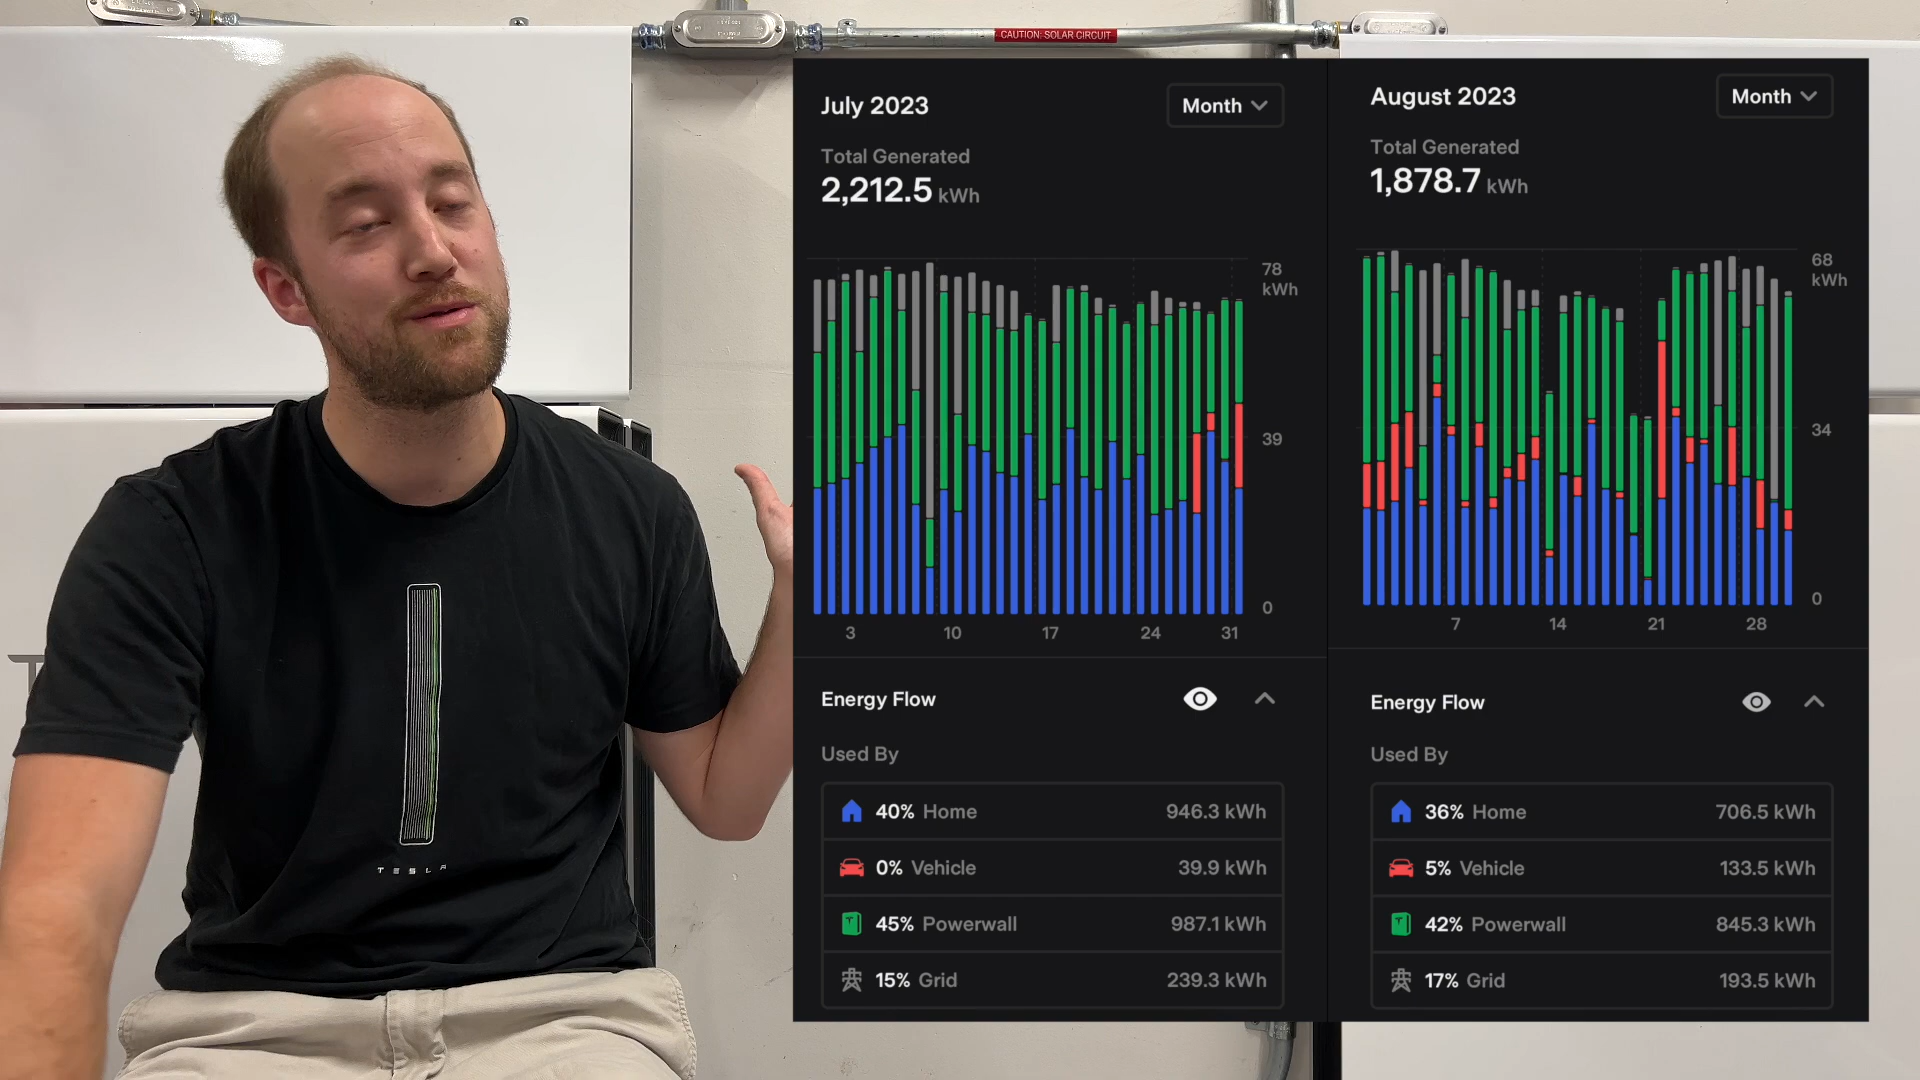 CAUTION: SOLAR CIRCUIT
July 2023
Month
Total Generated
2,212.5 kWh
78
kWh
39
0
3 10 17 24 31
Energy Flow
Used By
40% Home 946.3 kWh
0% Vehicle 39.9 kWh
45% Powerwall 987.1 kWh
15% Grid 239.3 kWh
August 2023
Month
Total Generated
1,878.7 kWh
68
kWh
34
0
7 14 21 28
Energy Flow
Used By
36% Home 706.5 kWh
5% Vehicle 133.5 kWh
42% Powerwall 845.3 kWh
17% Grid 193.5 kWh
TESLA